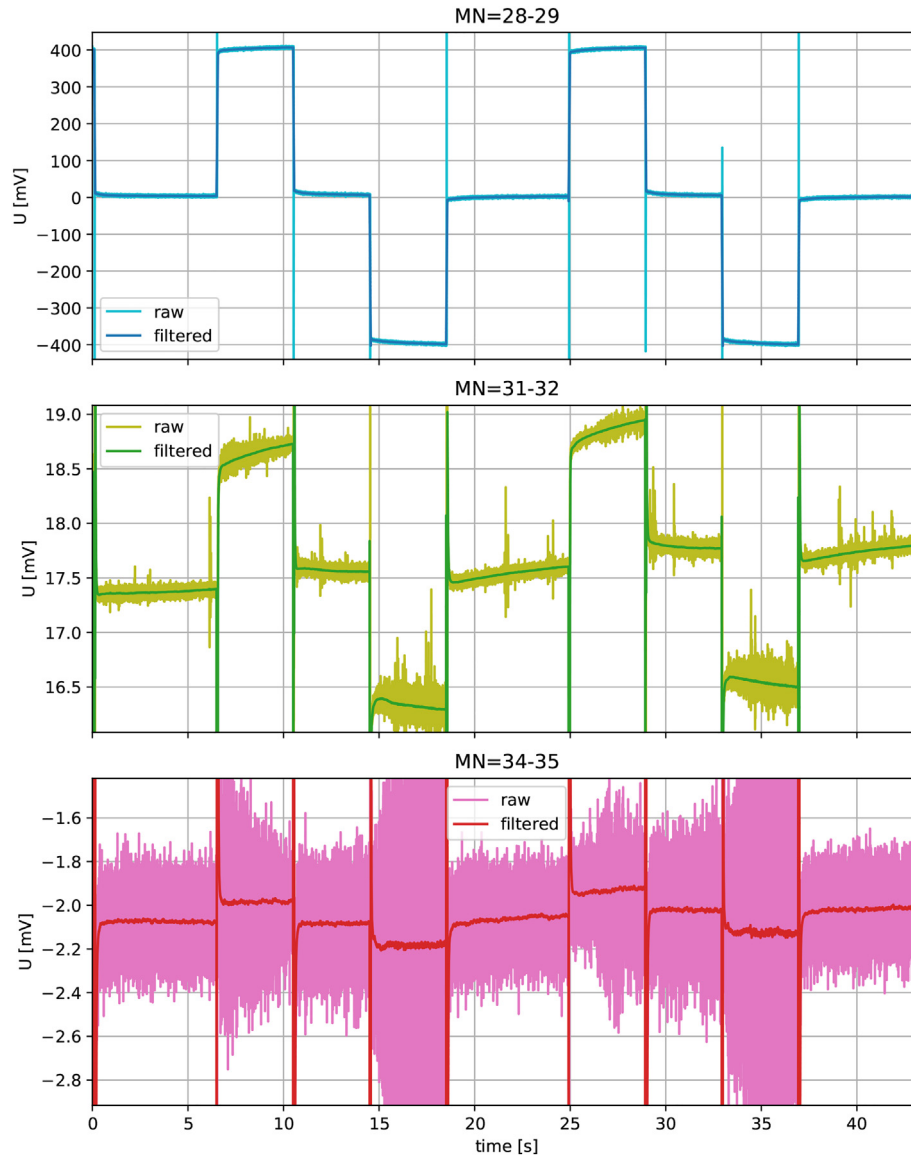 MN=28-29
400
300
200
100
0
−100
−200
−300
−400
U [mV]
raw
filtered
MN=31-32
19.0
18.5
18.0
17.5
17.0
16.5
U [mV]
raw
filtered
MN=34-35
−1.6
−1.8
−2.0
−2.2
−2.4
−2.6
−2.8
U [mV]
raw
filtered
0 5 10 15 20 25 30 35 40
time [s]